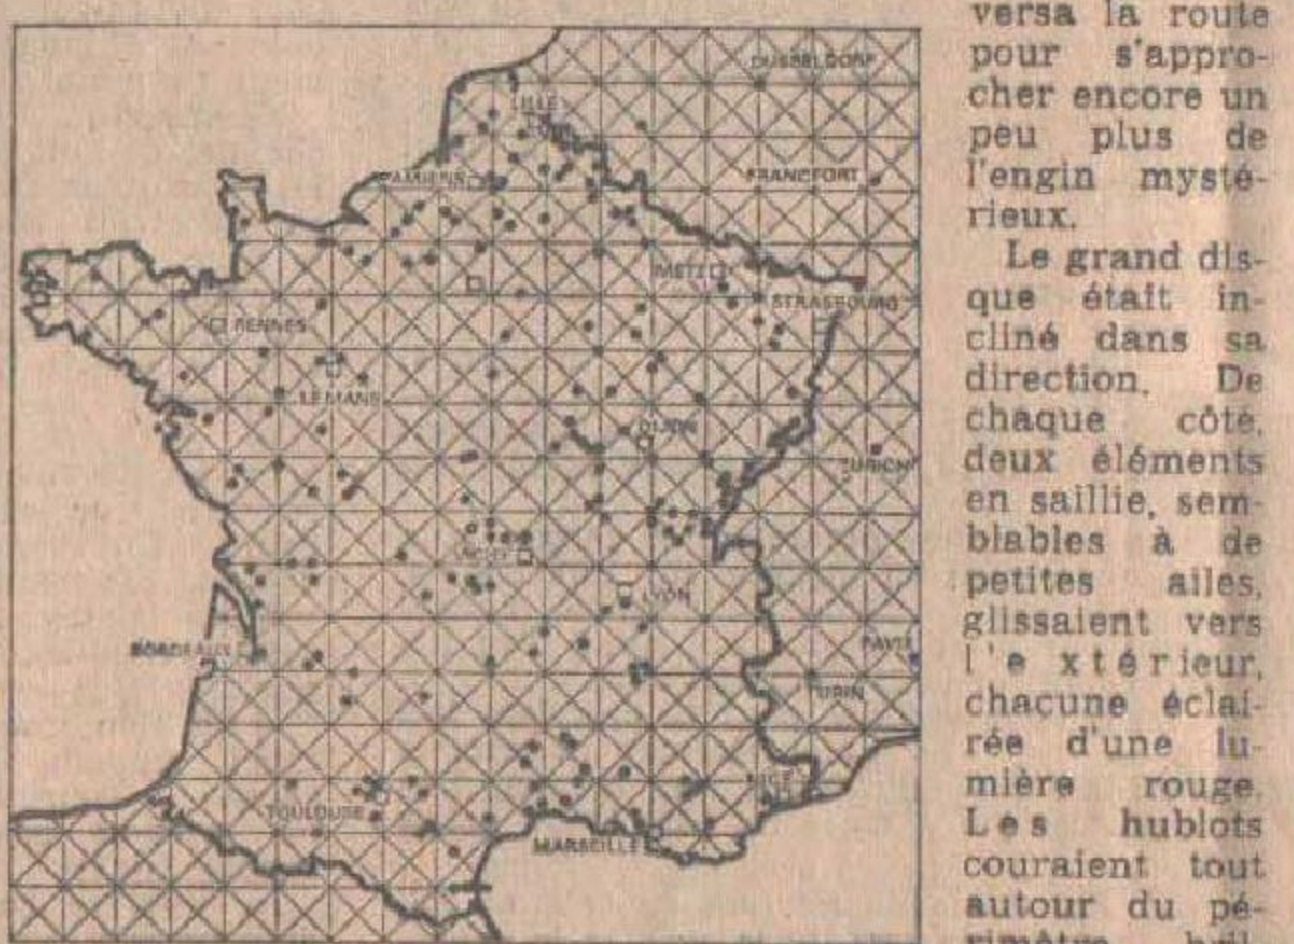 DUSSELDORF
LILLE
AMIENS
FRANCFORT
METZ
STRASBOURG
RENNES
LE MANS
DIJON
ZURICH
LYON
BORDEAUX
TURIN
NICE
TOULOUSE
MARSEILLE
versa la route
pour s'appro-
cher encore un
peu plus de
l'engin mysté-
rieux.
Le grand dis-
que était in-
cliné dans sa
direction. De
chaque côté,
deux éléments
en saillie, sem-
blables à de
petites ailes,
glissaient vers
l'e xtérieur,
chacune éclai-
rée d'une lu-
mière rouge.
Les hublots
couraient tout
autour du pé-